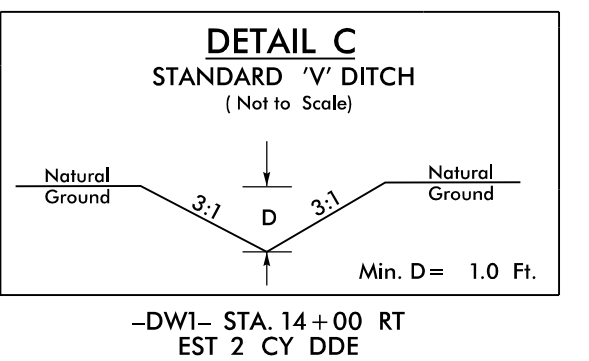 DETAIL C
STANDARD 'V' DITCH
( Not to Scale)
Natural
Ground
3:1
D
3:1
Natural
Ground
Min. D= 1.0 Ft.
-DW1- STA. 14+00 RT
EST 2 CY DDE